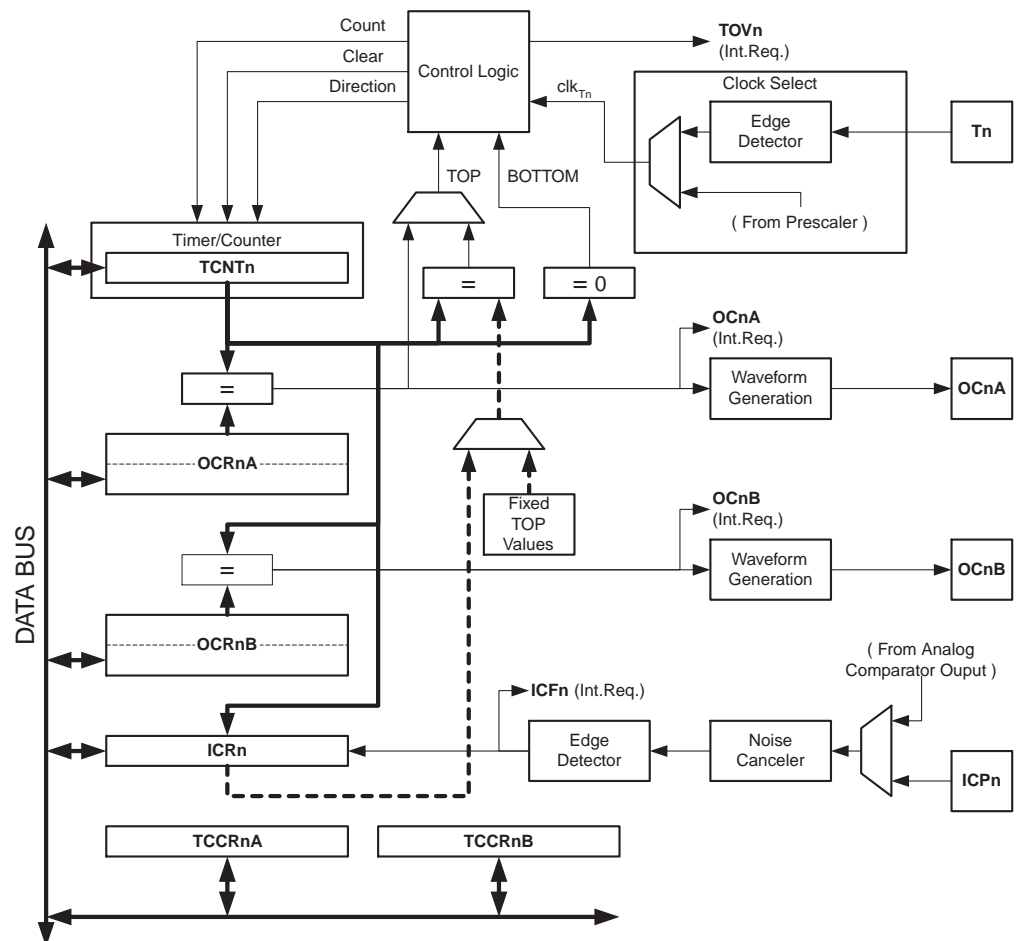 Count
Clear
Direction
Control Logic
TOVn
(Int.Req.)
clkTn
Clock Select
Edge
Detector
Tn
( From Prescaler )
TOP
BOTTOM
Timer/Counter
TCNTn
=
= 0
OCnA
(Int.Req.)
=
Waveform
Generation
OCnA
OCRnA
Fixed
TOP
Values
OCnB
(Int.Req.)
=
Waveform
Generation
OCnB
OCRnB
DATA BUS
( From Analog
Comparator Ouput )
ICFn (Int.Req.)
ICRn
Edge
Detector
Noise
Canceler
ICPn
TCCRnA
TCCRnB